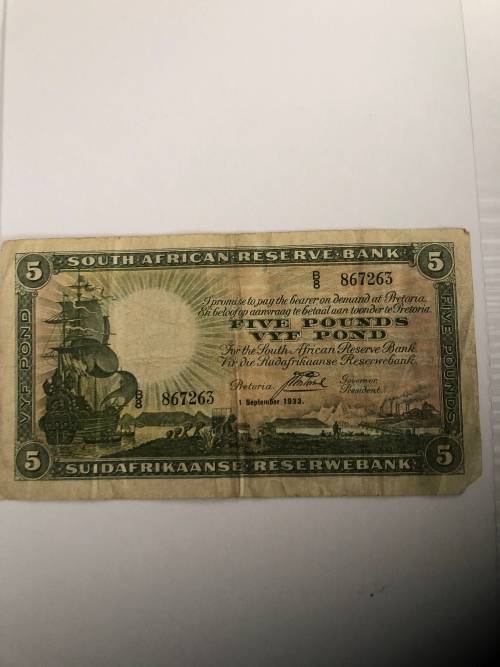 5 SOUTH·AFRICAN·RESERVE·BANK 5
B/8 867263
I promise to pay the bearer on demand at Pretoria.
Ek beloof op aanvraag te betaal aan toonder te Pretoria.
FIVE POUNDS
VYF POND
For the South African Reserve Bank.
Vir die Suidafrikaanse Reserwebank.
Pretoria. Governor.
President.
B/8 867263
1 September 1933.
VYF POND
FIVE POUNDS
5 SUIDAFRIKAANSE·RESERWEBANK 5